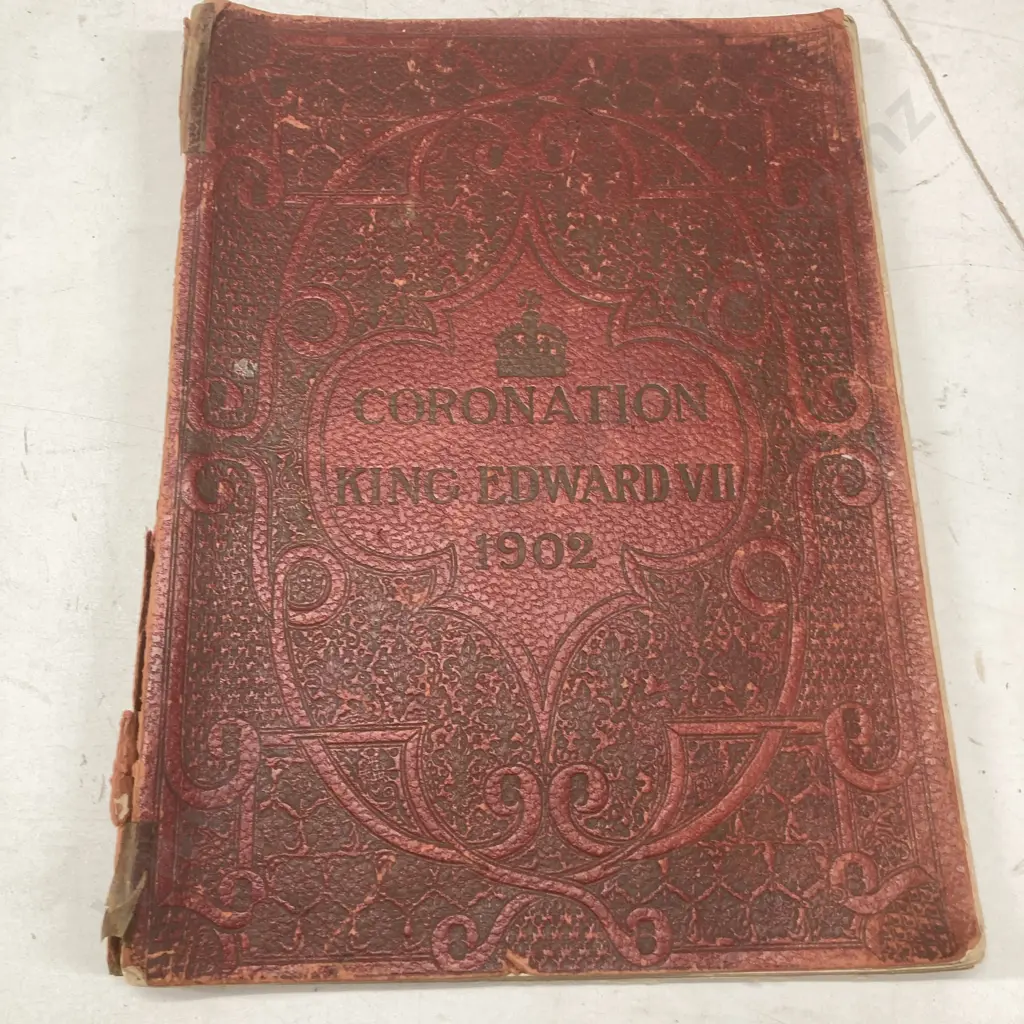 CORONATION
KING EDWARD VII
1902